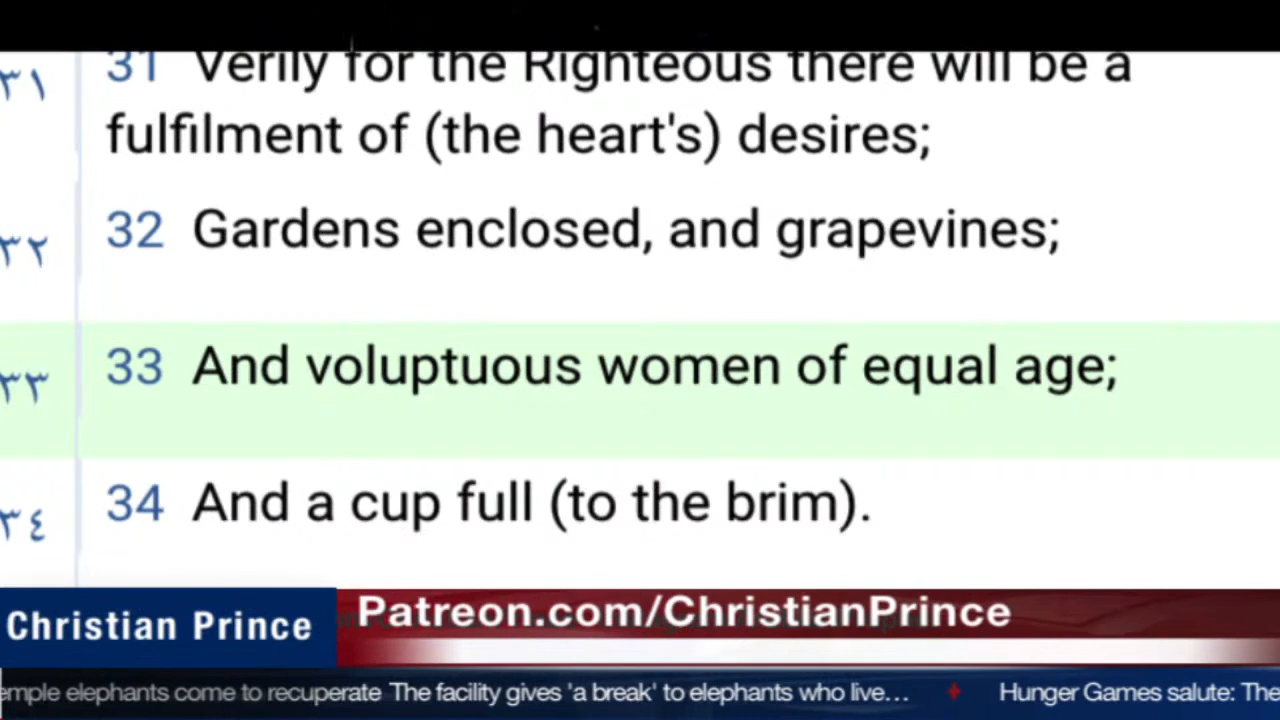 ٣١
31 Verily for the Righteous there will be a
fulfilment of (the heart's) desires;
٣٢
32 Gardens enclosed, and grapevines;
٣٣
33 And voluptuous women of equal age;
٣٤
34 And a cup full (to the brim).
Christian Prince
Patreon.com/ChristianPrince
elephants come to recuperate The facility gives 'a break' to elephants who live... Hunger Games salute: The